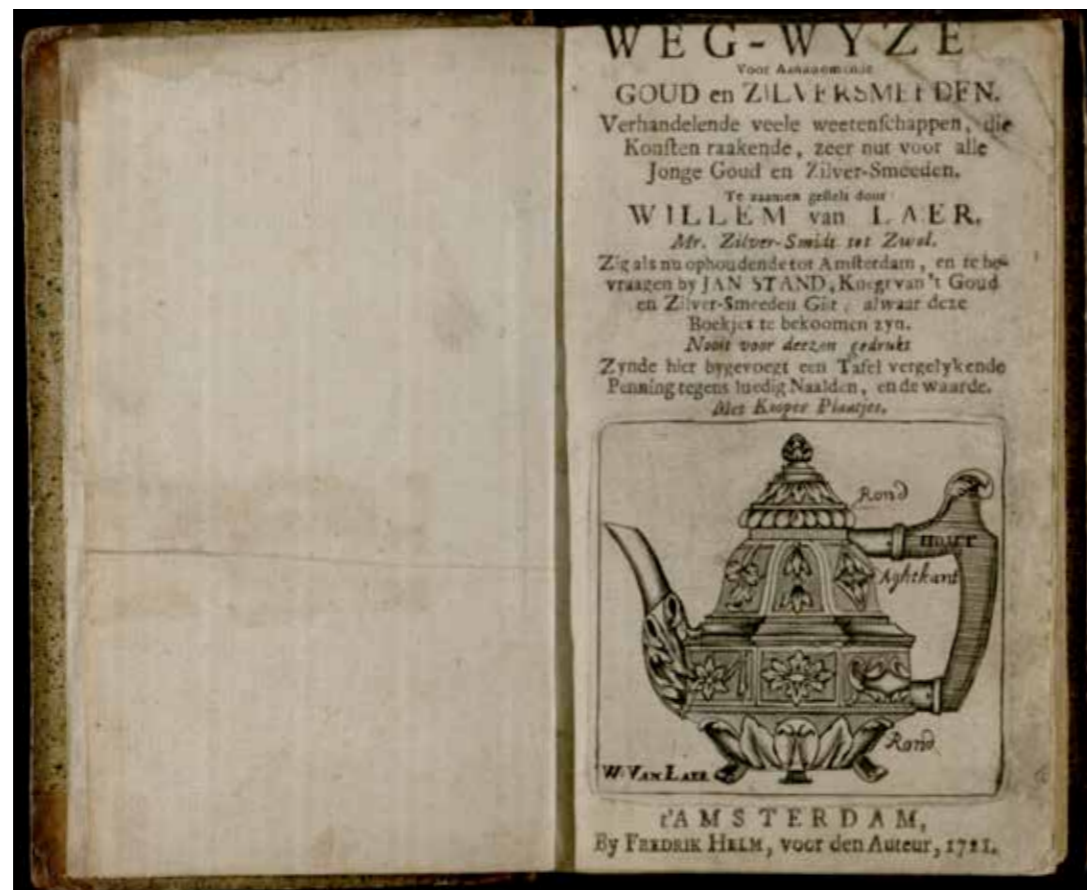 WEG-WYZE
Voor Aankoomende
GOUD en ZILVERSMEEDEN.
Verhandelende veele weetenſchappen, die
Konſten raakende, zeer nut voor alle
Jonge Goud en Zilver-Smeeden.
Te zaamen geſtelt door
WILLEM van LAER.
Mr. Zilver-Smidt tot Zwol.
Zig als nu ophoudende tot Amſterdam, en te be-
vraagen by JAN STAND, Knegt van 't Goud
en Zilver-Smeeden Gilt, alwaar deze
Boekjes te bekoomen zyn.
Nooit voor deezen gedrukt
Zynde hier bygevoegt een Tafel vergelykende
Penning tegens Naalden, en de waarde.
Met Kooper Plaatjes.
Rond
HOUT
Aghtkant
Rond
W. VAN LAER
t'AMSTERDAM,
By FREDRIK HELM, voor den Auteur, 1721.